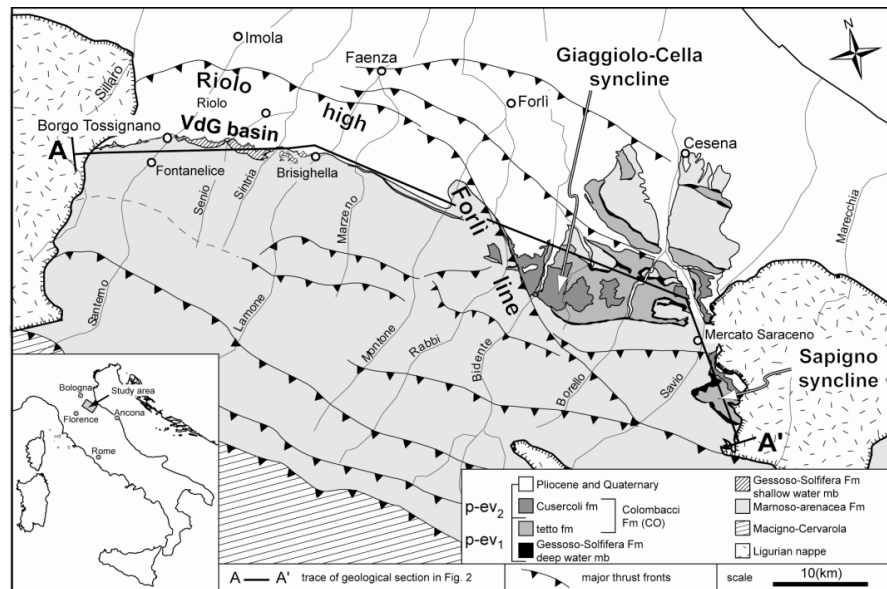 N
Imola
Faenza
Giaggiolo-Cella
syncline
Sillaro
Riolo
Riolo
high
Forlì
Borgo Tossignano
VdG basin
Cesena
A
Fontanelice
Senio
Sintria
Brisighella
Marzeno
Forlì
line
Marecchia
Santerno
Lamone
Montone
Rabbi
Bidente
Borello
Savio
Mercato Saraceno
Sapigno
syncline
A'
Bologna
Study area
Florence
Ancona
Rome
p-ev2
p-ev1
Pliocene and Quaternary
Cusercoli fm
tetto fm
Colombacci
Fm (CO)
Gessoso-Solfifera Fm
deep water mb
Gessoso-Solfifera Fm
shallow water mb
Marnoso-arenacea Fm
Macigno-Cervarola
Ligurian nappe
A — A' trace of geological section in Fig. 2
major thrust fronts
scale 10(km)